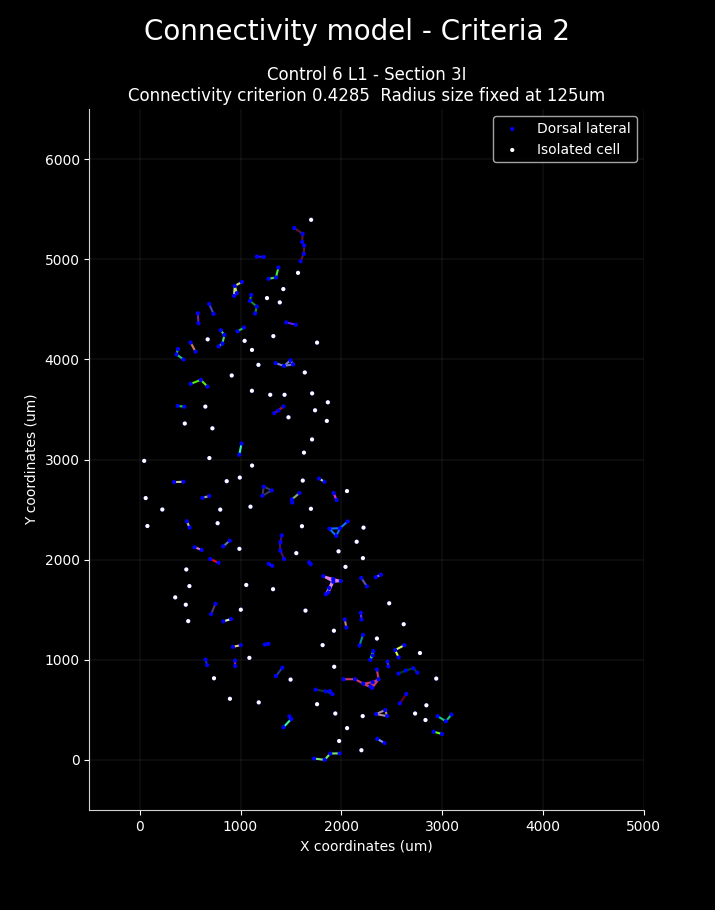 Connectivity model - Criteria 2
Control 6 L1 - Section 3I
Connectivity criterion 0.4285  Radius size fixed at 125um
Dorsal lateral
Isolated cell
6000
5000
4000
3000
2000
1000
0
Y coordinates (um)
0
1000
2000
3000
4000
5000
X coordinates (um)